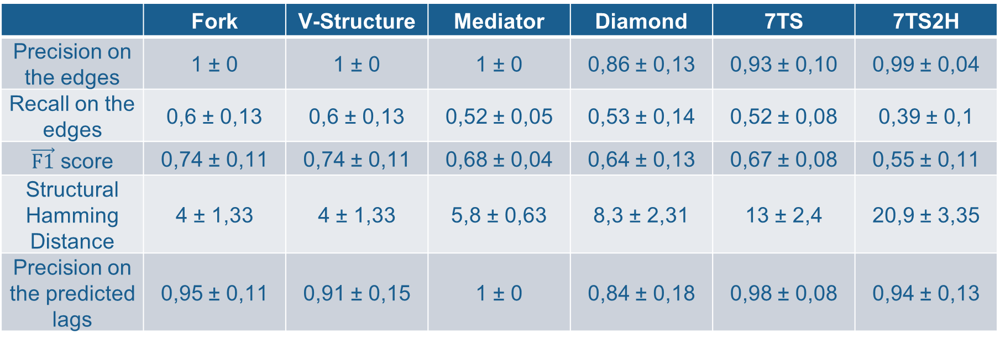 Fork V-Structure Mediator Diamond 7TS 7TS2H
Precision on
the edges
1 ± 0 1 ± 0 1 ± 0 0,86 ± 0,13 0,93 ± 0,10 0,99 ± 0,04
Recall on the
edges
0,6 ± 0,13 0,6 ± 0,13 0,52 ± 0,05 0,53 ± 0,14 0,52 ± 0,08 0,39 ± 0,1
F1 score 0,74 ± 0,11 0,74 ± 0,11 0,68 ± 0,04 0,64 ± 0,13 0,67 ± 0,08 0,55 ± 0,11
Structural
Hamming
Distance
4 ± 1,33 4 ± 1,33 5,8 ± 0,63 8,3 ± 2,31 13 ± 2,4 20,9 ± 3,35
Precision on
the predicted
lags
0,95 ± 0,11 0,91 ± 0,15 1 ± 0 0,84 ± 0,18 0,98 ± 0,08 0,94 ± 0,13